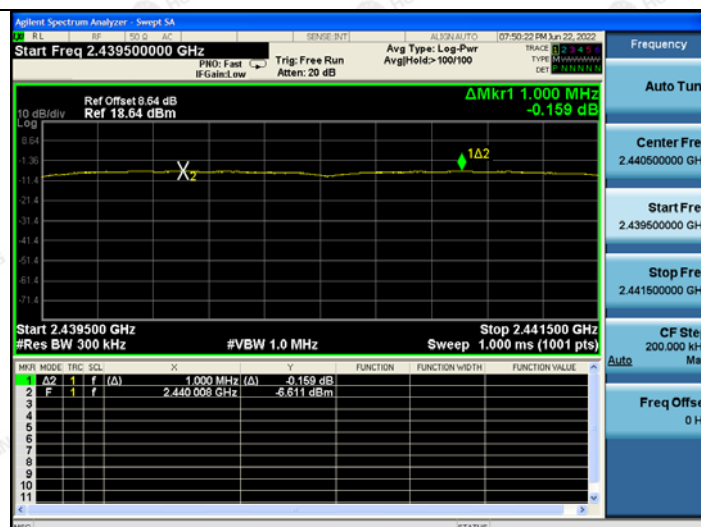 Agilent Spectrum Analyzer - Swept SA
RL RF 50 Ω AC SENSE:INT ALIGNAUTO 07:50:22 PM Jun 22, 2022
Start Freq 2.439500000 GHz
PNO: Fast
IFGain:Low
Trig: Free Run
Atten: 20 dB
Avg Type: Log-Pwr
Avg|Hold:>100/100
TRACE 1 2 3 4 5 6
TYPE M
DET P N N N N N
ΔMkr1 1.000 MHz
-0.159 dB
Ref Offset 8.64 dB
10 dB/div Ref 18.64 dBm
Log
8.64
-1.36
-11.4
-21.4
-31.4
-41.4
-51.4
-61.4
-71.4
1Δ2
X2
Start 2.439500 GHz Stop 2.441500 GHz
#Res BW 300 kHz #VBW 1.0 MHz Sweep 1.000 ms (1001 pts)
MKR MODE TRC SCL X Y FUNCTION FUNCTION WIDTH FUNCTION VALUE
1 Δ2 1 f (Δ) 1.000 MHz (Δ) -0.159 dB
2 F 1 f 2.440 008 GHz -6.611 dBm
3
4
5
6
7
8
9
10
11
MSG STATUS
Frequency
Auto Tun
Center Fre
2.440500000 GH
Start Fre
2.439500000 GH
Stop Fre
2.441500000 GH
CF Ste
200.000 kH
Auto Ma
Freq Offse
0 H